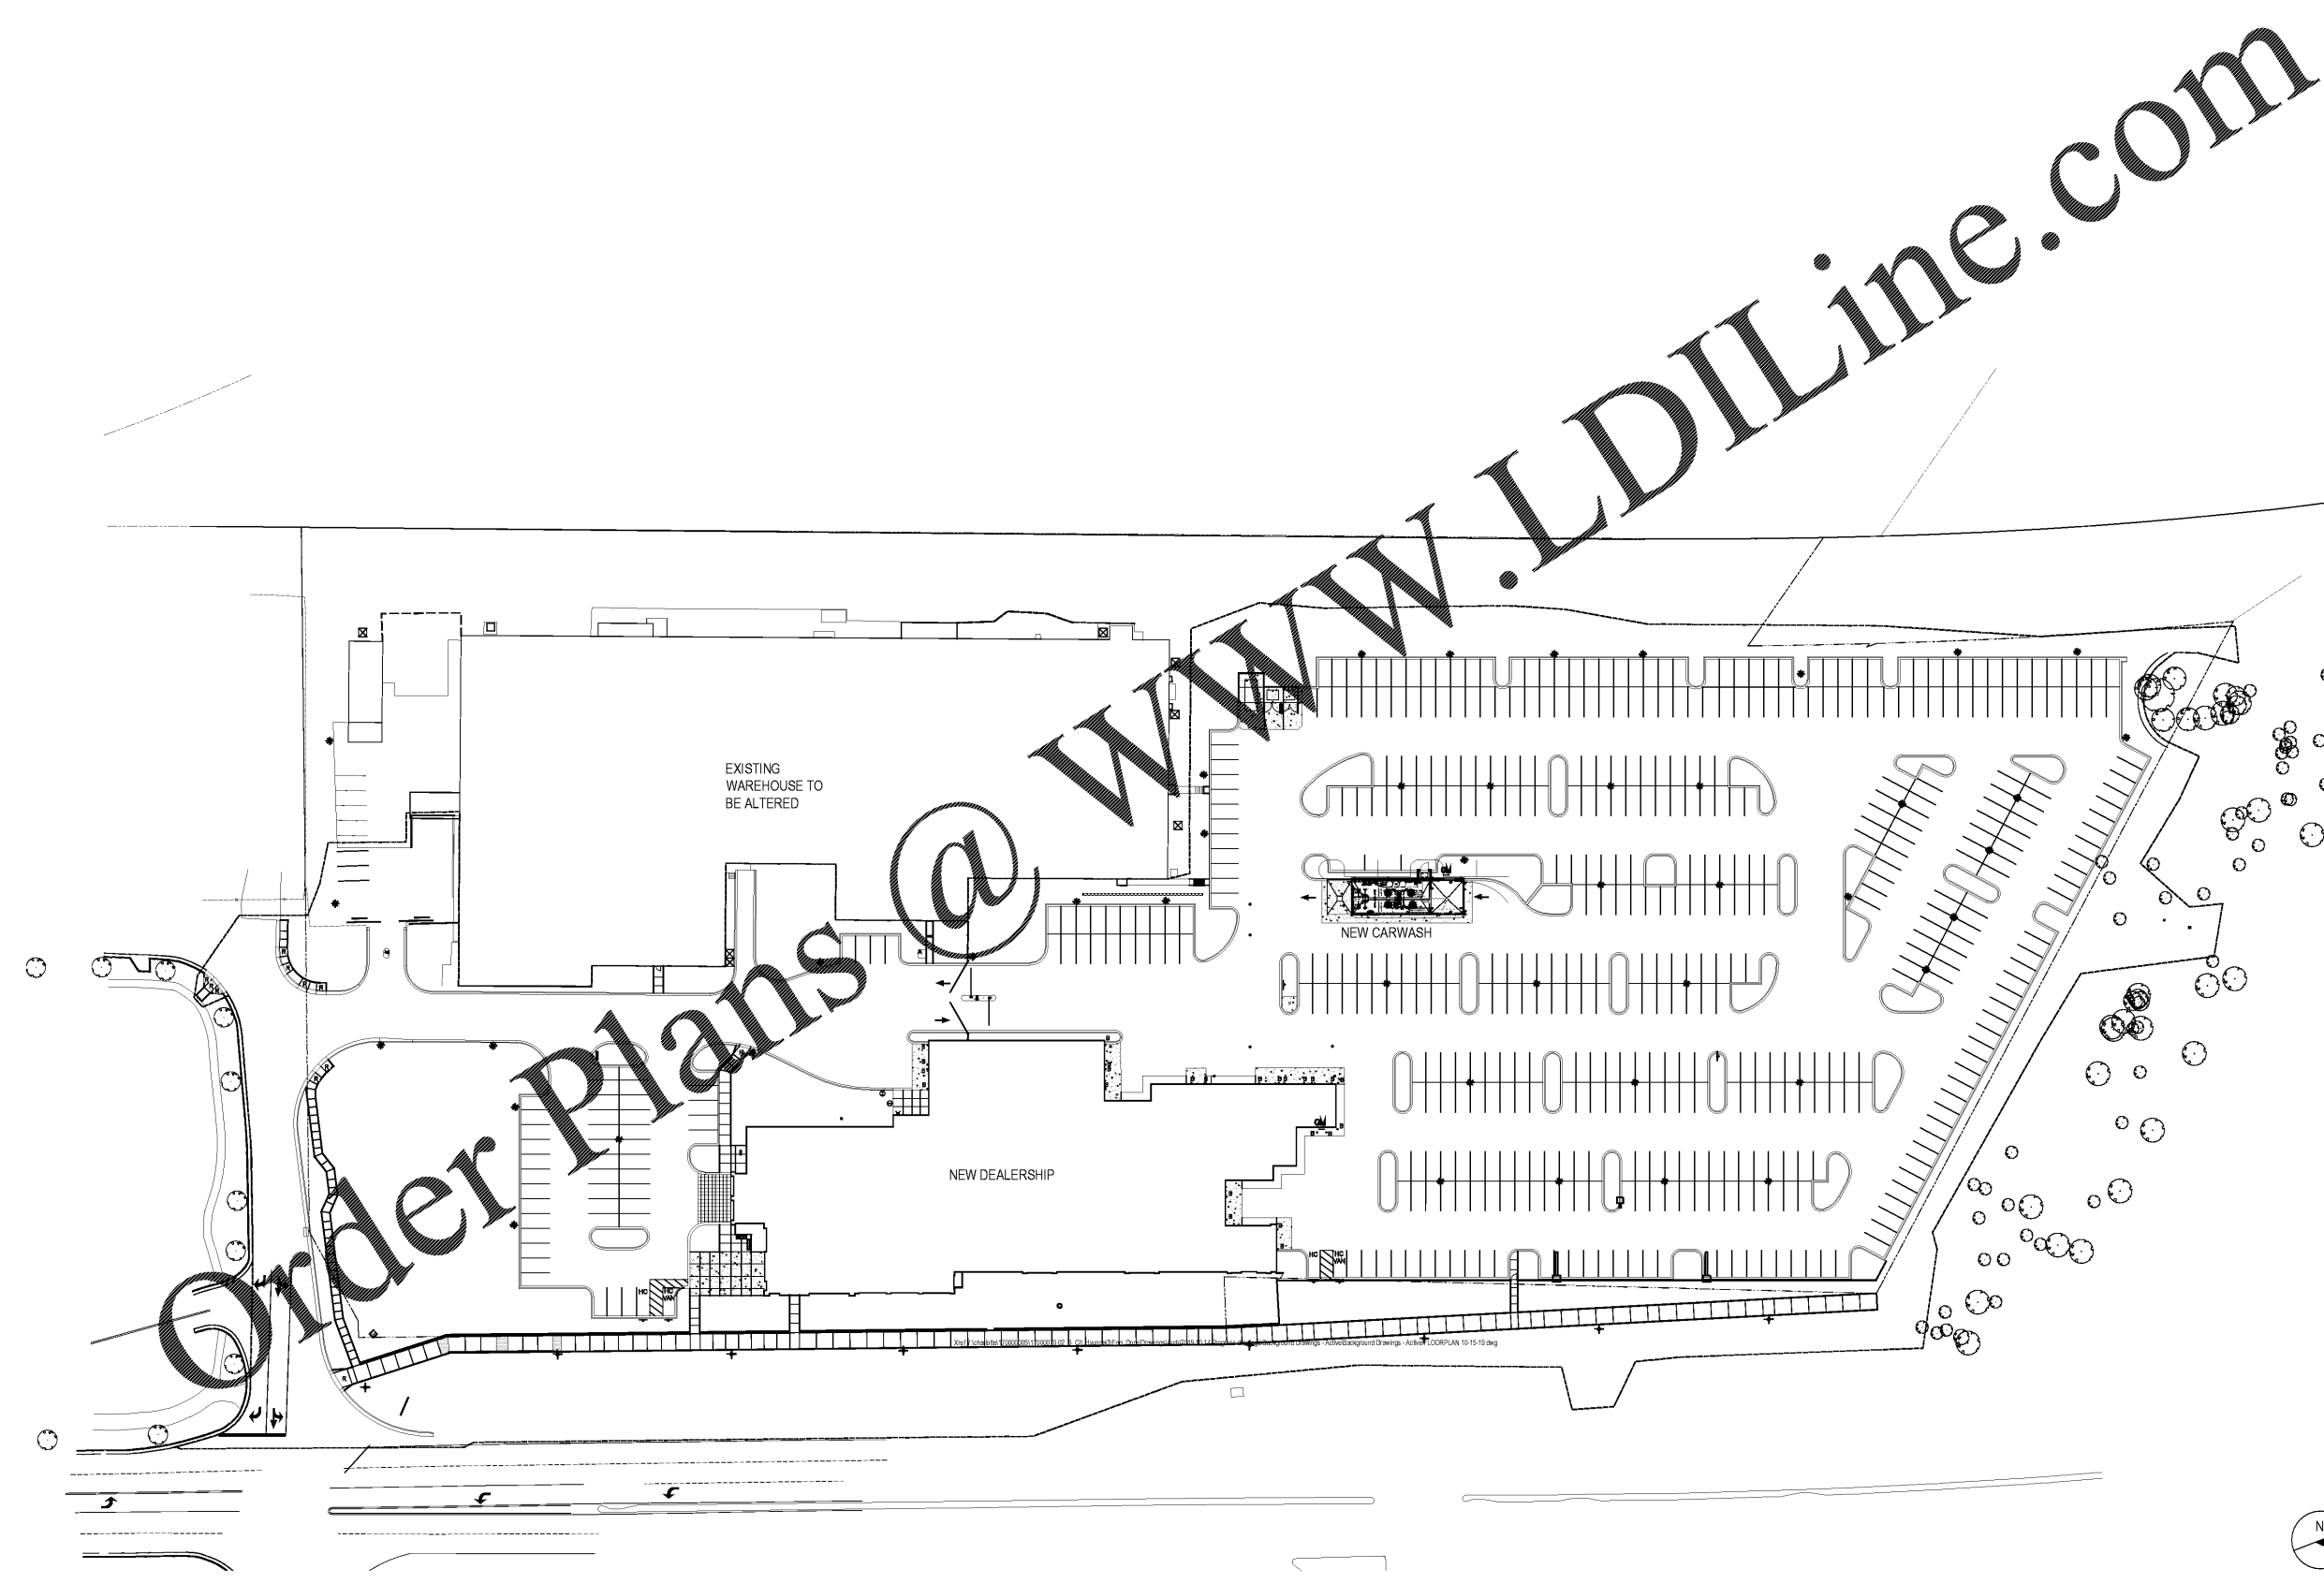 Order Plans @ www.LDILine.com
EXISTING
WAREHOUSE TO
BE ALTERED
NEW CARWASH
NEW DEALERSHIP
HC
HC
VAN
HC
HC
VAN
R
R
R
R
R
R
R
GM
N